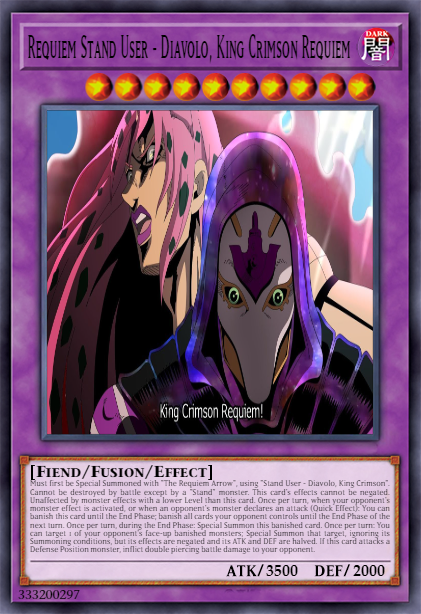 Requiem Stand User - Diavolo, King Crimson Requiem
DARK
闇
King Crimson Requiem!
[Fiend/Fusion/Effect]
Must first be Special Summoned with "The Requiem Arrow", using "Stand User - Diavolo, King Crimson".
Cannot be destroyed by battle except by a "Stand" monster. This card's effects cannot be negated.
Unaffected by monster effects with a lower Level than this card. Once per turn, when your opponent's
monster effect is activated, or when an opponent's monster declares an attack (Quick Effect): You can
banish this card until the End Phase; banish all cards your opponent controls until the End Phase of the
next turn. Once per turn, during the End Phase: Special Summon this banished card. Once per turn: You
can target 1 of your opponent's face-up banished monsters; Special Summon that target, ignoring its
Summoning conditions, but its effects are negated and its ATK and DEF are halved. If this card attacks a
Defense Position monster, inflict double piercing battle damage to your opponent.
ATK/3500 DEF/2000
333200297